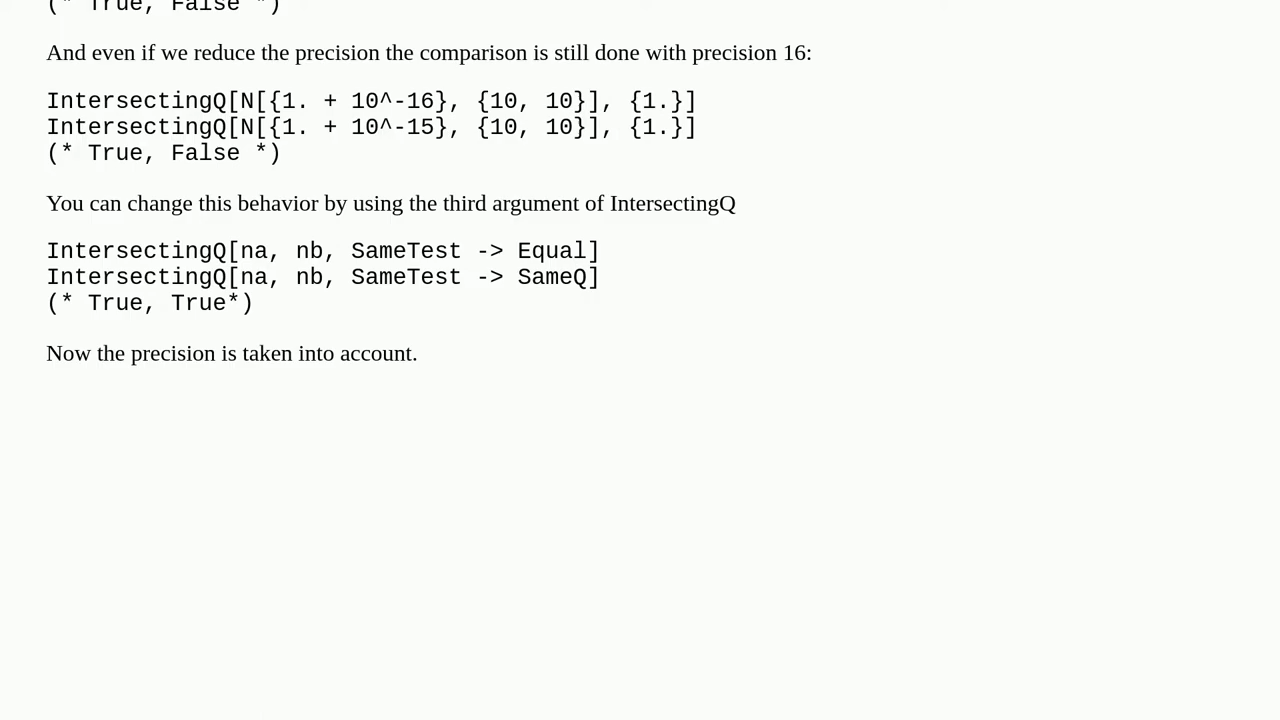 (* True, False *)
And even if we reduce the precision the comparison is still done with precision 16:
IntersectingQ[N[{1. + 10^-16}, {10, 10}], {1.}]
IntersectingQ[N[{1. + 10^-15}, {10, 10}], {1.}]
(* True, False *)
You can change this behavior by using the third argument of IntersectingQ
IntersectingQ[na, nb, SameTest -> Equal]
IntersectingQ[na, nb, SameTest -> SameQ]
(* True, True*)
Now the precision is taken into account.